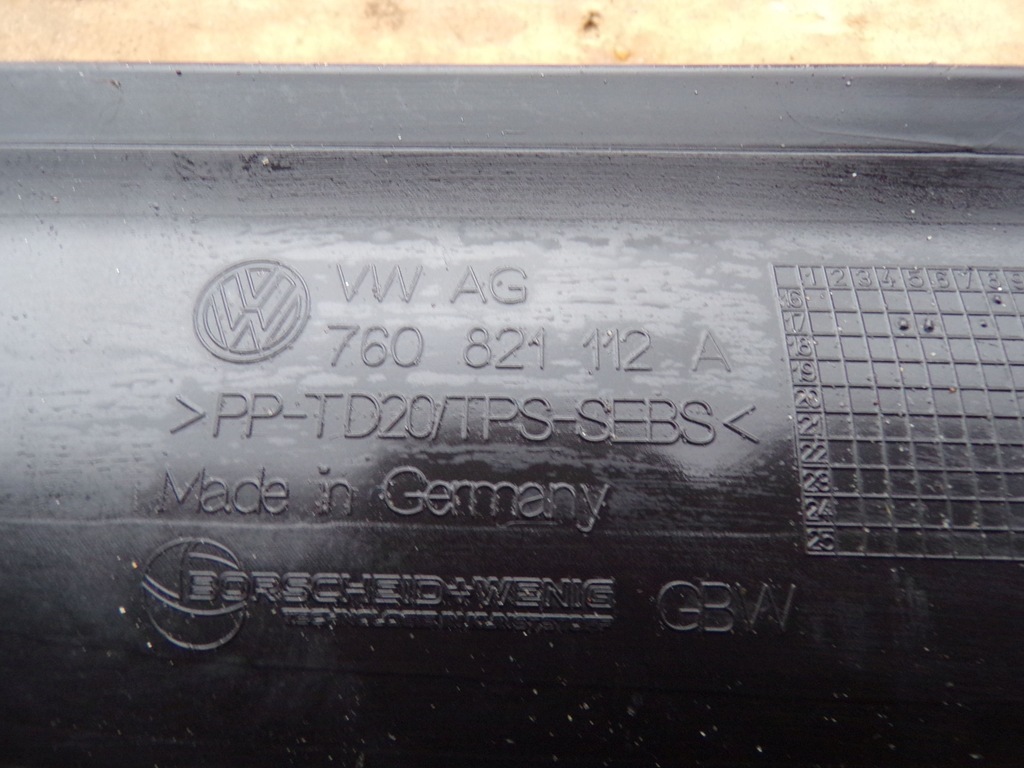 VW AG
760 821 112 A
>PP-TD20/TPS-SEBS<
Made in Germany
BORSCHEID+WENIG
GBW
1 2 3 4 5 6 7 8 9
16
17
18
19
20
21
22
23
24
25